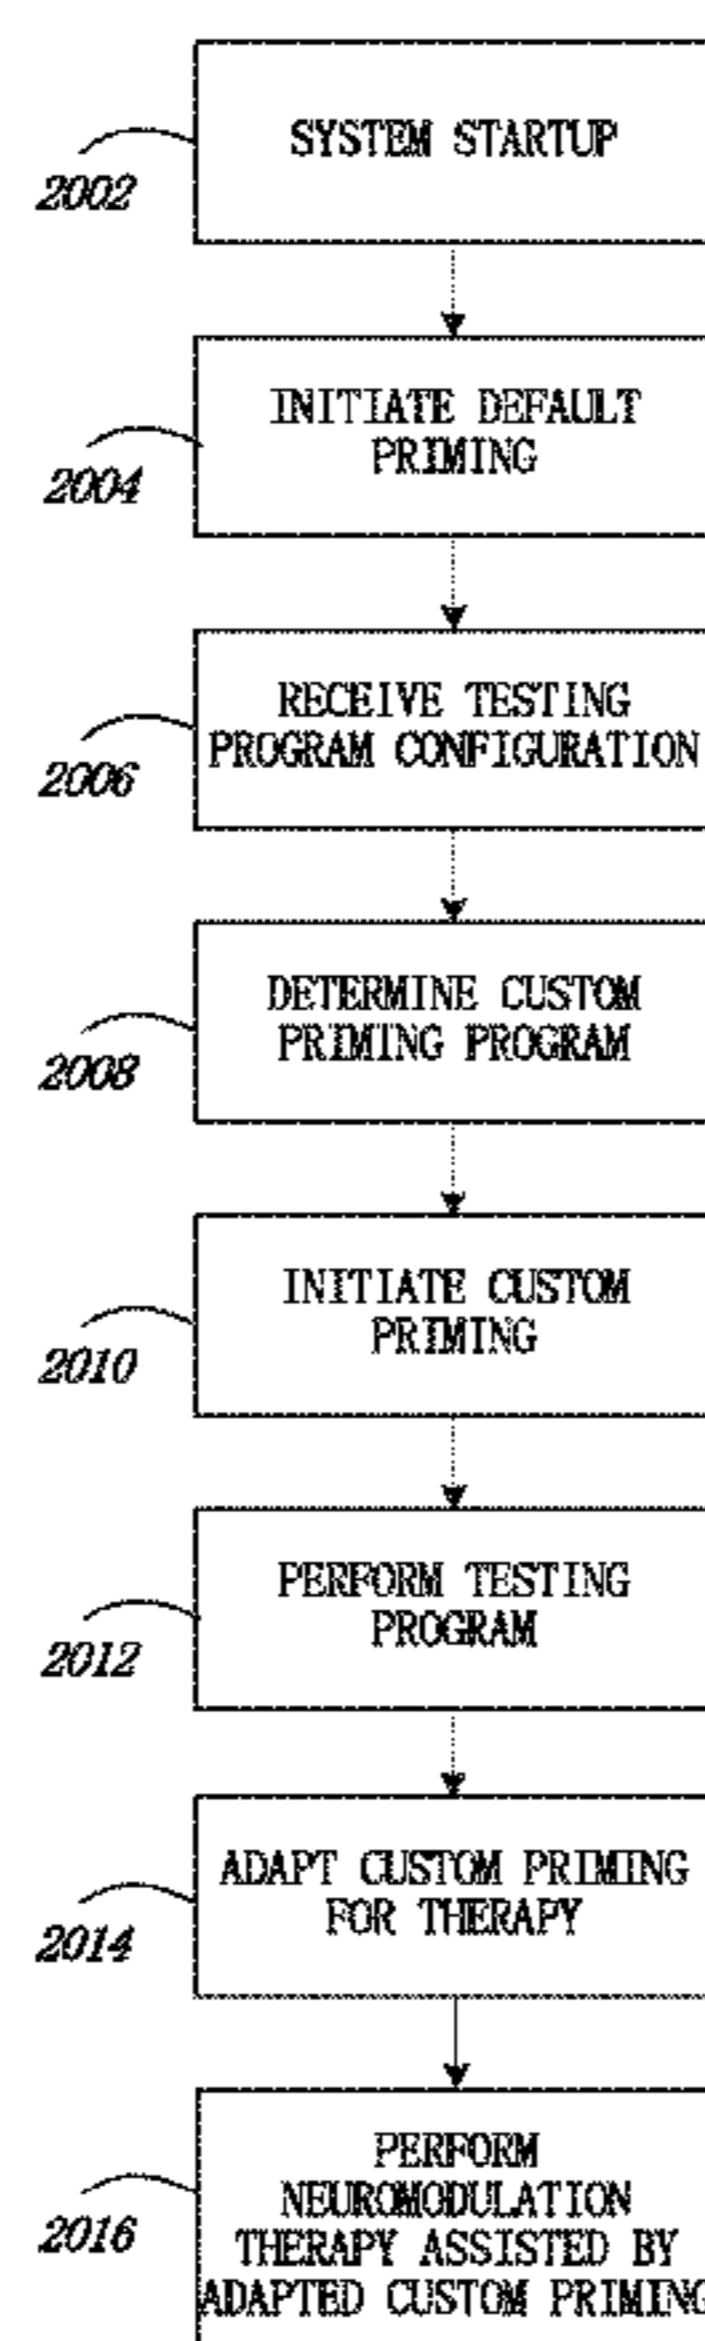 SYSTEM STARTUP
2002
INITIATE DEFAULT
PRIMING
2004
RECEIVE TESTING
PROGRAM CONFIGURATION
2006
DETERMINE CUSTOM
PRIMING PROGRAM
2008
INITIATE CUSTOM
PRIMING
2010
PERFORM TESTING
PROGRAM
2012
ADAPT CUSTOM PRIMING
FOR THERAPY
2014
PERFORM
NEUROMODULATION
THERAPY ASSISTED BY
ADAPTED CUSTOM PRIMING
2016